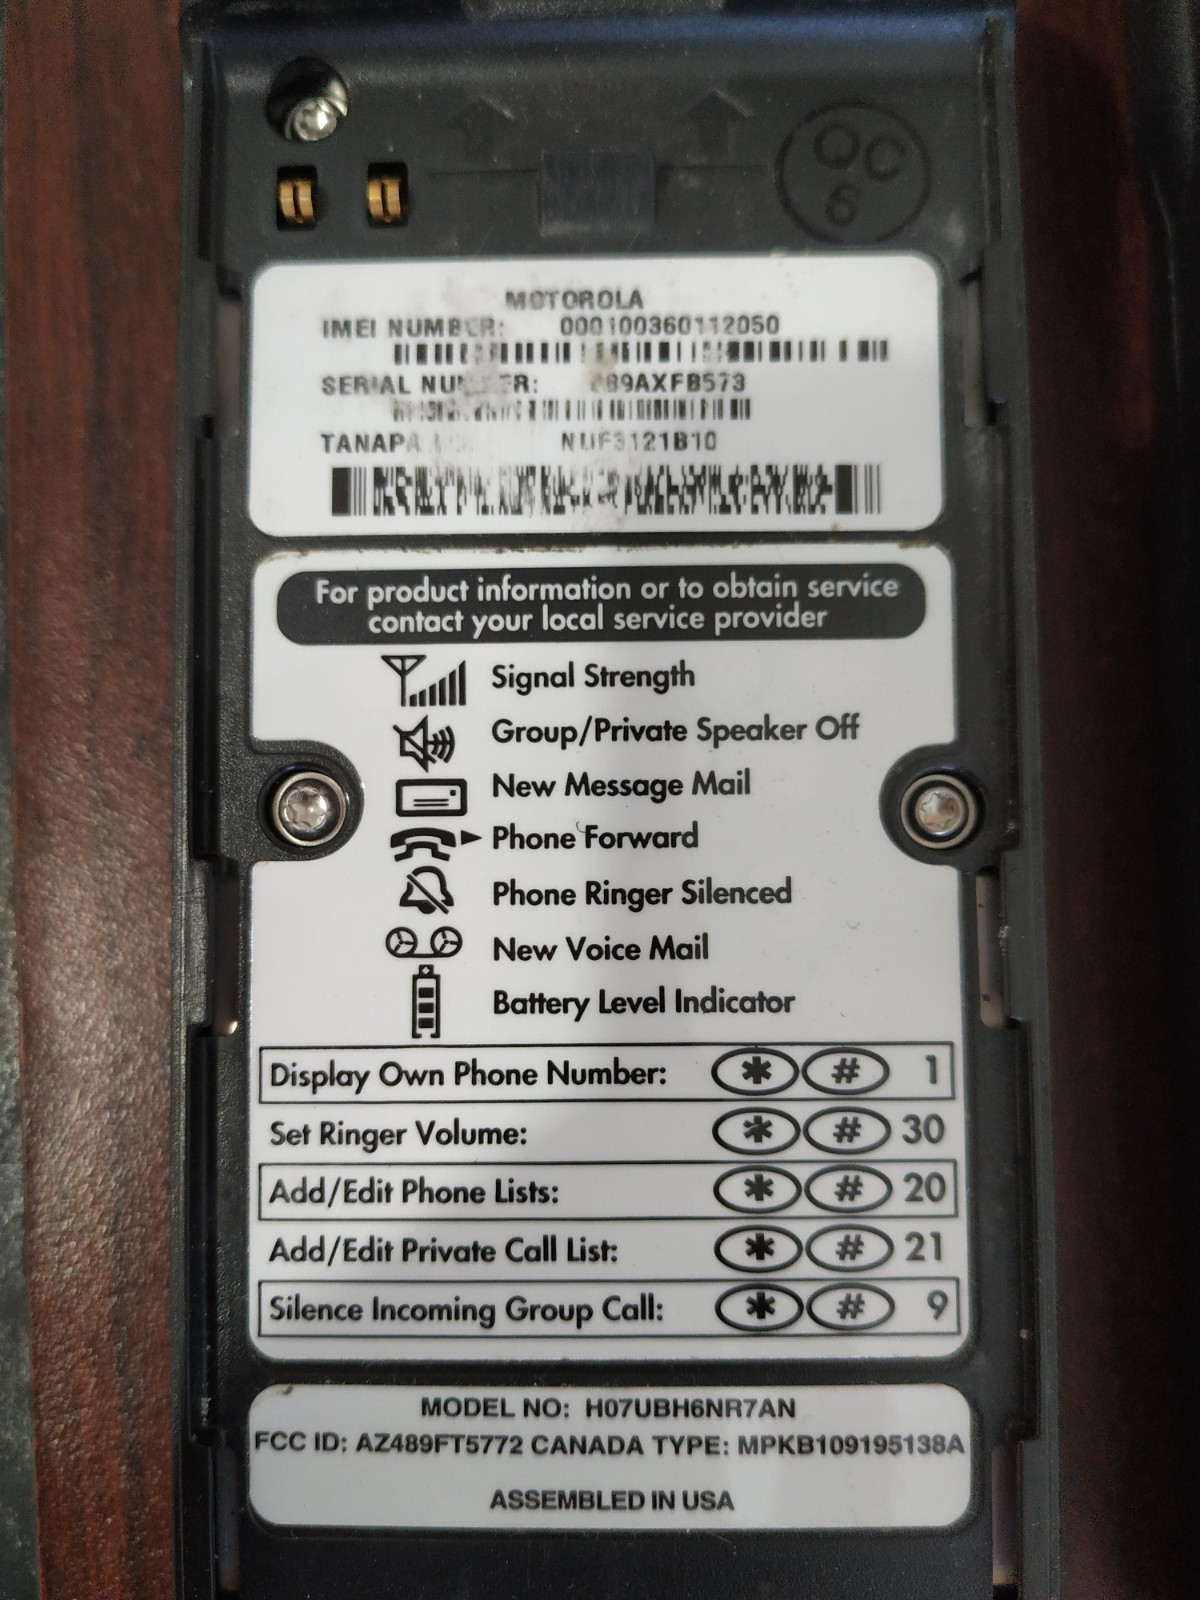 QC
6
MOTOROLA
IMEI NUMBER: 000100360112050
SERIAL NUMBER:
TANAPA NUF3121B10
For product information or to obtain service
contact your local service provider
Signal Strength
Group/Private Speaker Off
New Message Mail
Phone Forward
Phone Ringer Silenced
New Voice Mail
Battery Level Indicator
Display Own Phone Number: * # 1
Set Ringer Volume: * # 30
Add/Edit Phone Lists: * # 20
Add/Edit Private Call List: * # 21
Silence Incoming Group Call: * # 9
MODEL NO: H07UBH6NR7AN
FCC ID: AZ489FT5772 CANADA TYPE: MPKB109195138A
ASSEMBLED IN USA